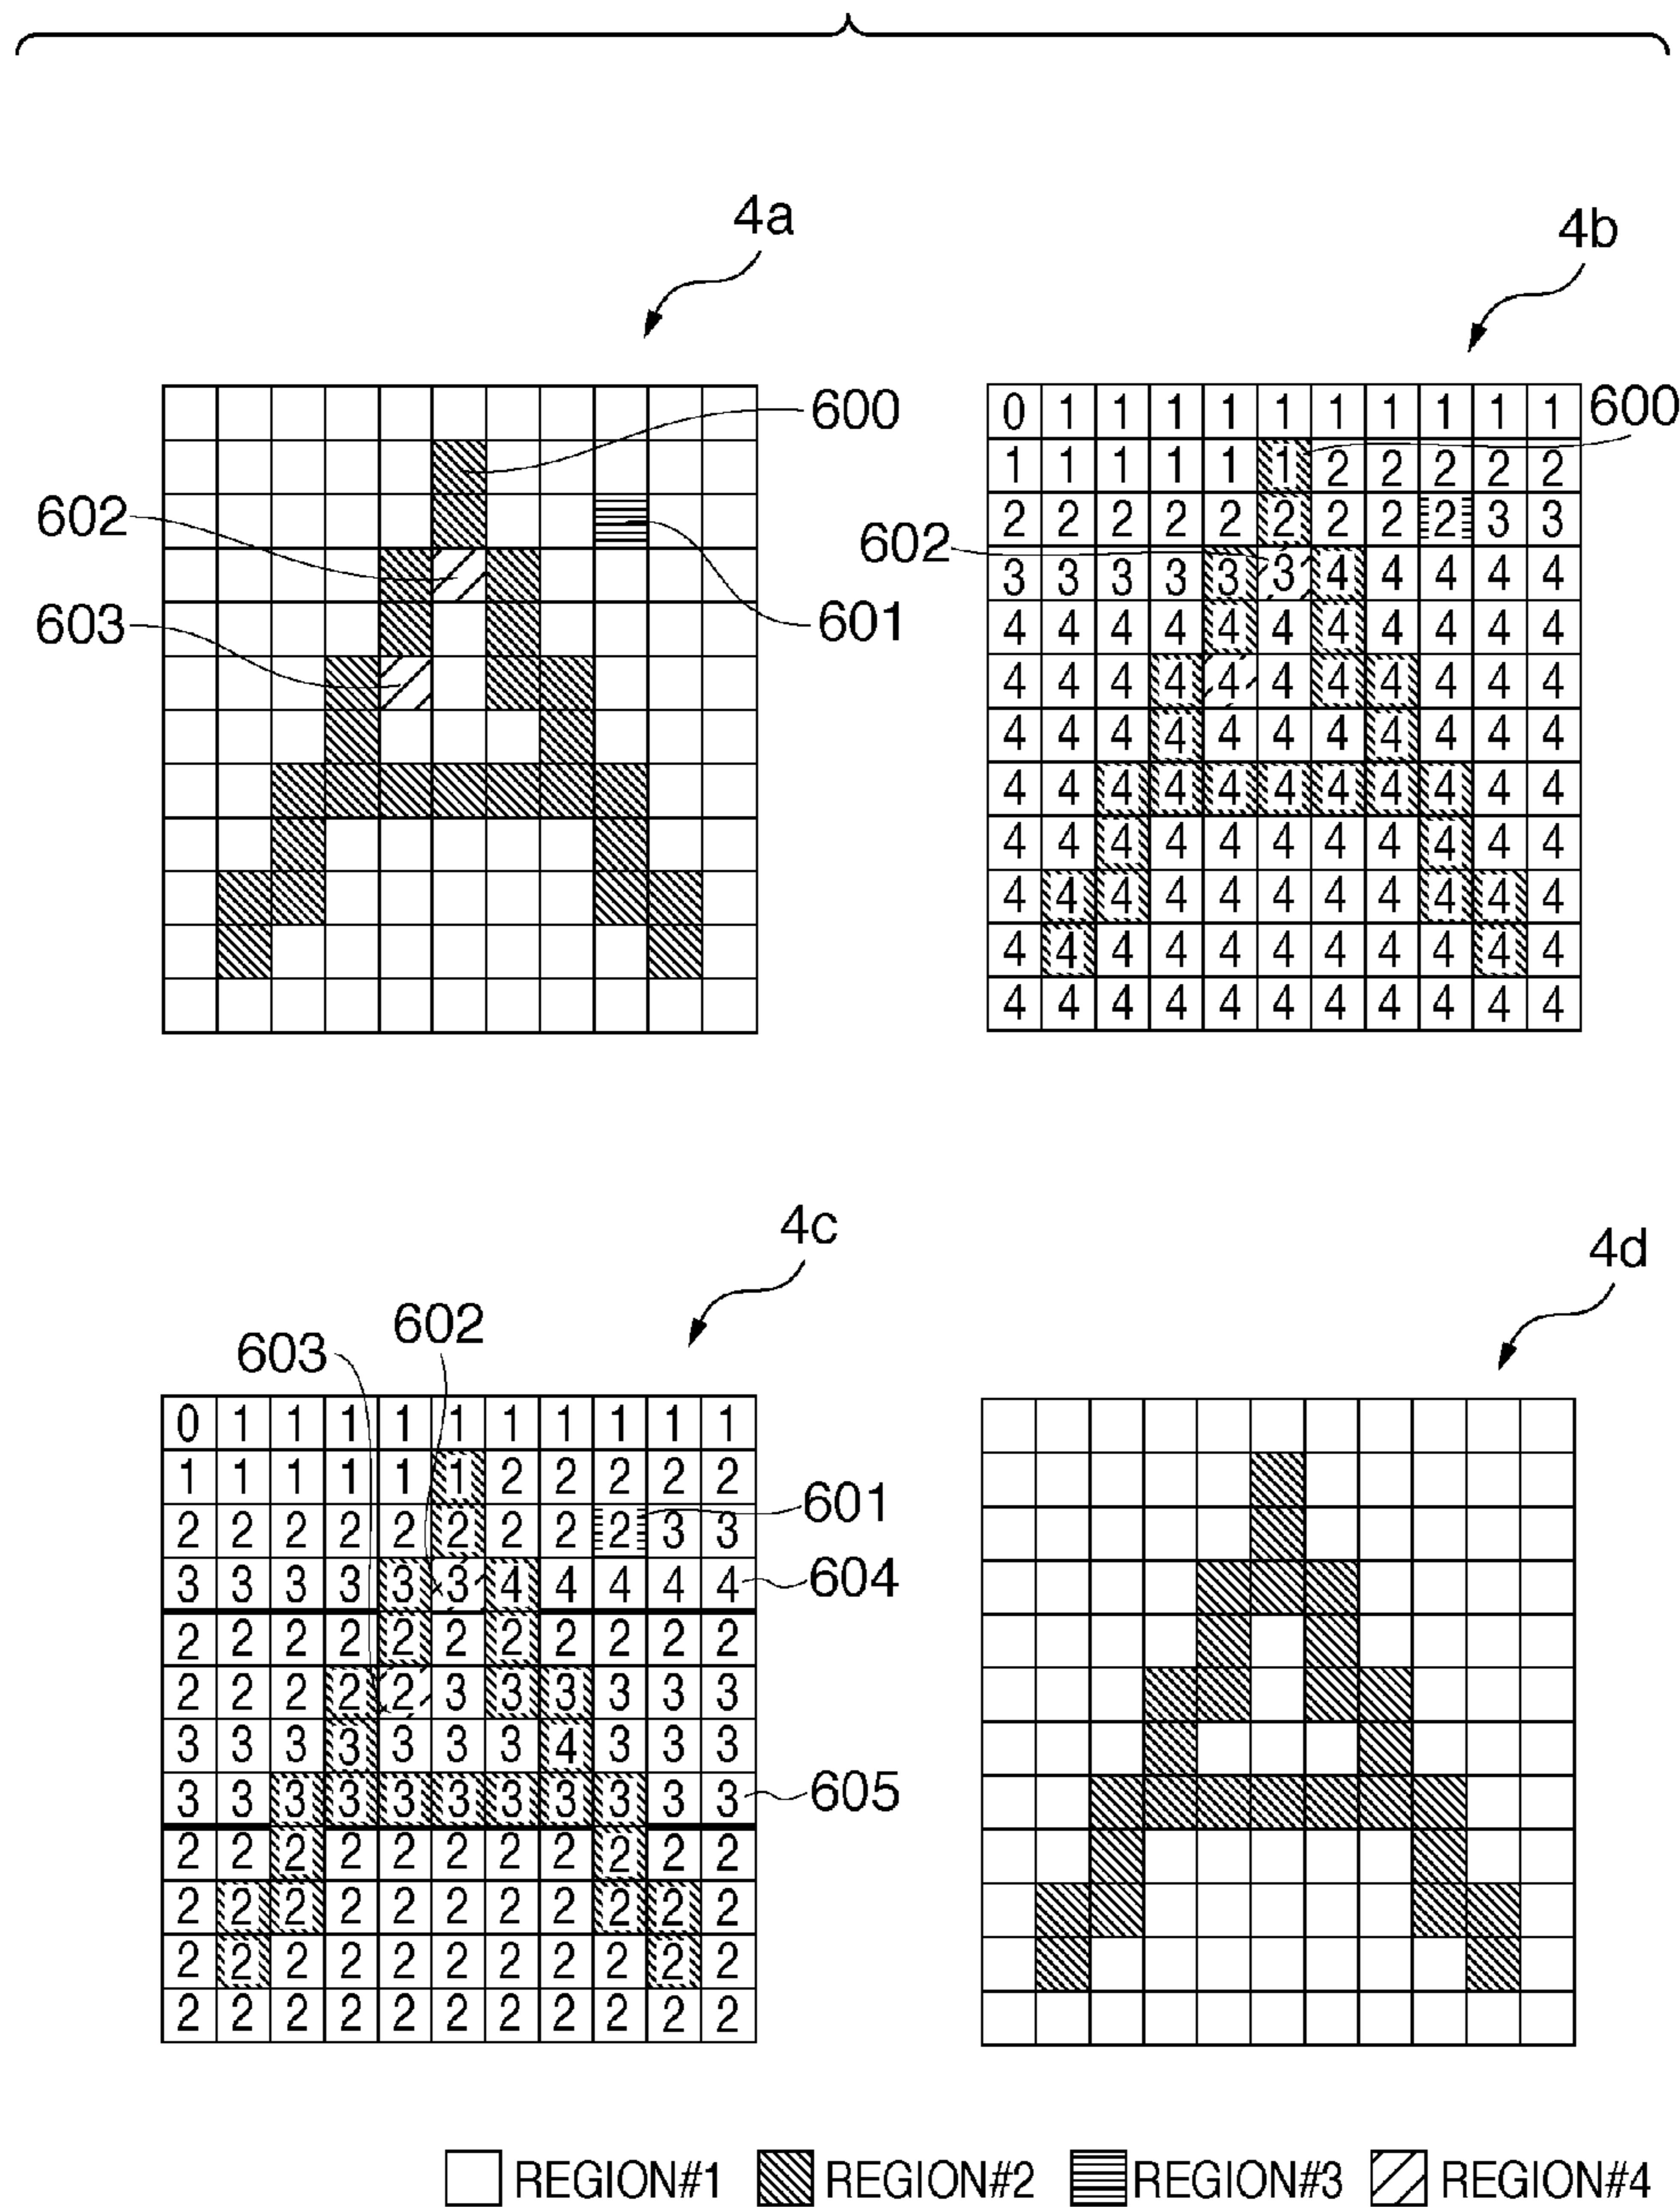 4a
4b
600
602
603
601
0 1 1 1 1 1 1 1 1 1 1
600
1 1 1 1 1 1 2 2 2 2 2
2 2 2 2 2 2 2 2 2 3 3
602
3 3 3 3 3 3 4 4 4 4 4
4 4 4 4 4 4 4 4 4 4 4
4 4 4 4 4 4 4 4 4 4 4
4 4 4 4 4 4 4 4 4 4 4
4 4 4 4 4 4 4 4 4 4 4
4 4 4 4 4 4 4 4 4 4 4
4 4 4 4 4 4 4 4 4 4 4
4 4 4 4 4 4 4 4 4 4 4
4 4 4 4 4 4 4 4 4 4 4
4c
4d
602
603
0 1 1 1 1 1 1 1 1 1 1
1 1 1 1 1 1 2 2 2 2 2
2 2 2 2 2 2 2 2 2 3 3
601
3 3 3 3 3 3 4 4 4 4 4
604
2 2 2 2 2 2 2 2 2 2 2
2 2 2 2 2 3 3 3 3 3 3
3 3 3 3 3 3 3 4 3 3 3
3 3 3 3 3 3 3 3 3 3 3
605
2 2 2 2 2 2 2 2 2 2 2
2 2 2 2 2 2 2 2 2 2 2
2 2 2 2 2 2 2 2 2 2 2
2 2 2 2 2 2 2 2 2 2 2
REGION#1 REGION#2 REGION#3 REGION#4